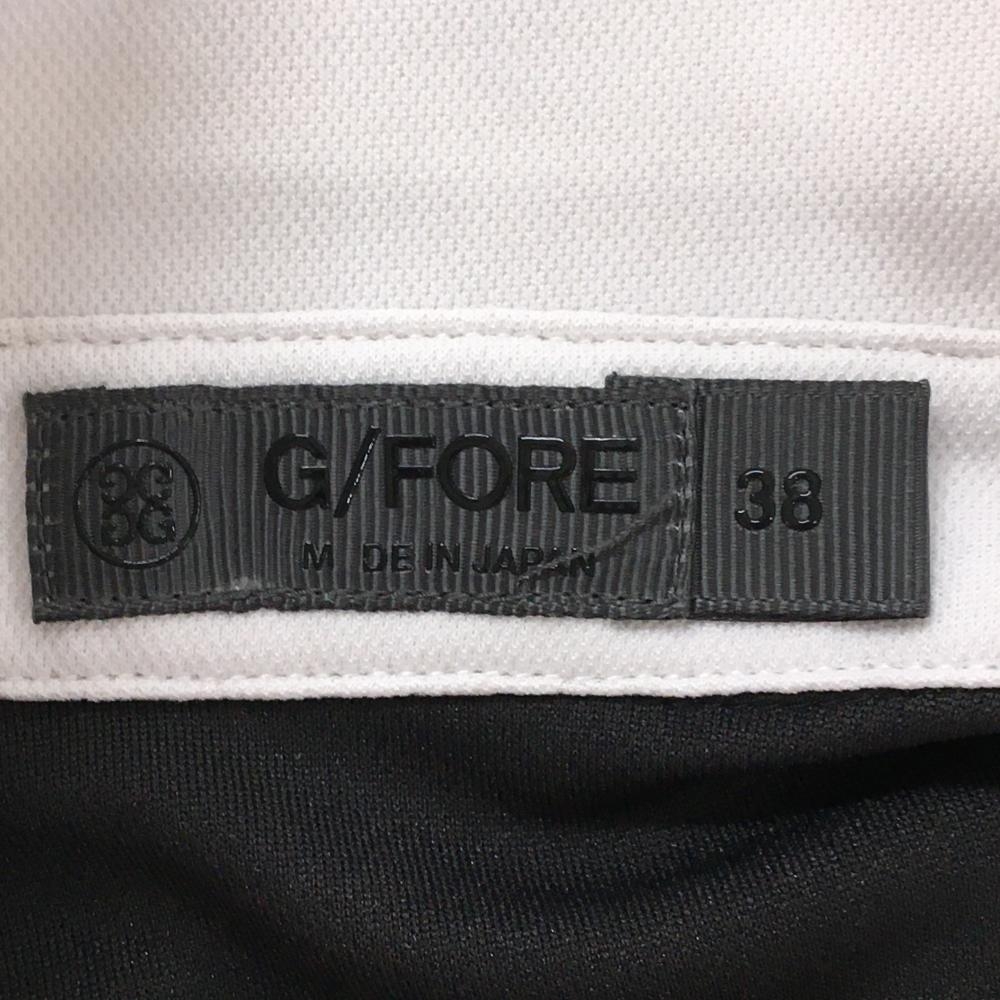 G/FORE
M DE IN JAPAN
38